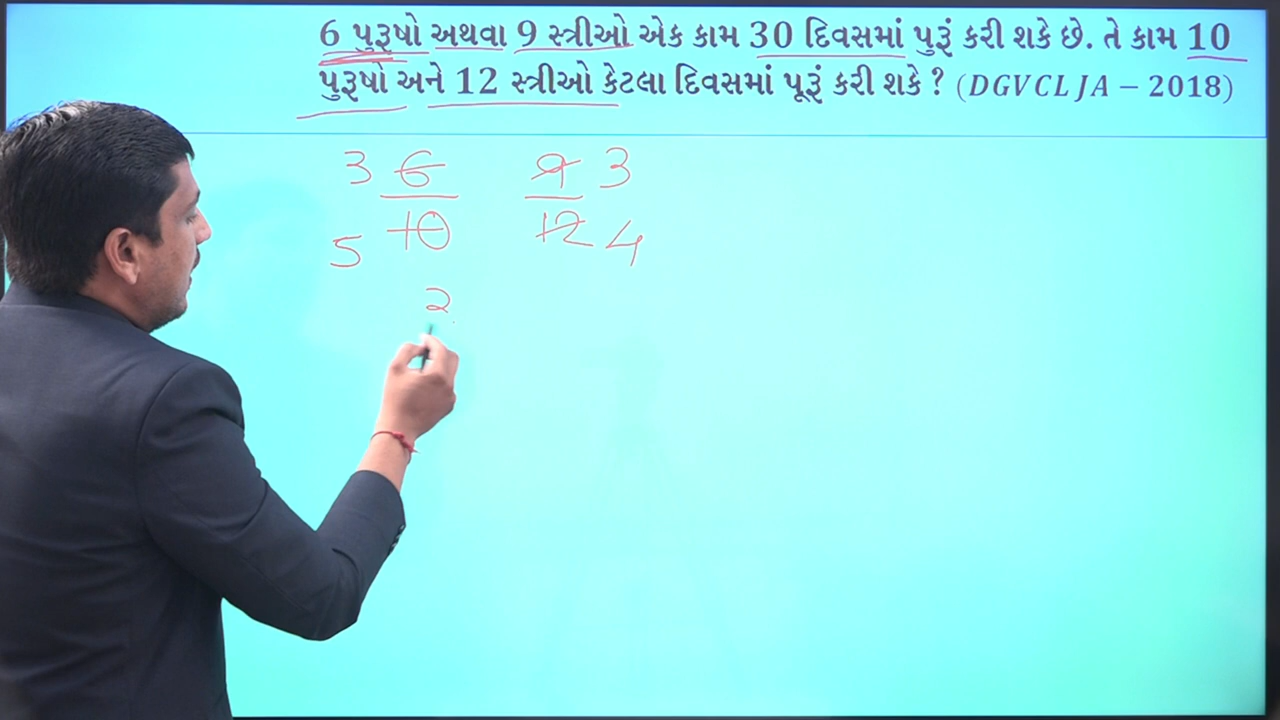 6 પુરૂષો અથવા 9 સ્ત્રીઓ એક કામ 30 દિવસમાં પુરૂં કરી શકે છે. તે કામ 10
પુરૂષો અને 12 સ્ત્રીઓ કેટલા દિવસમાં પૂરૂં કરી શકે ? (DGVCL JA – 2018)
3 6 9 3
5 10 12 4
2